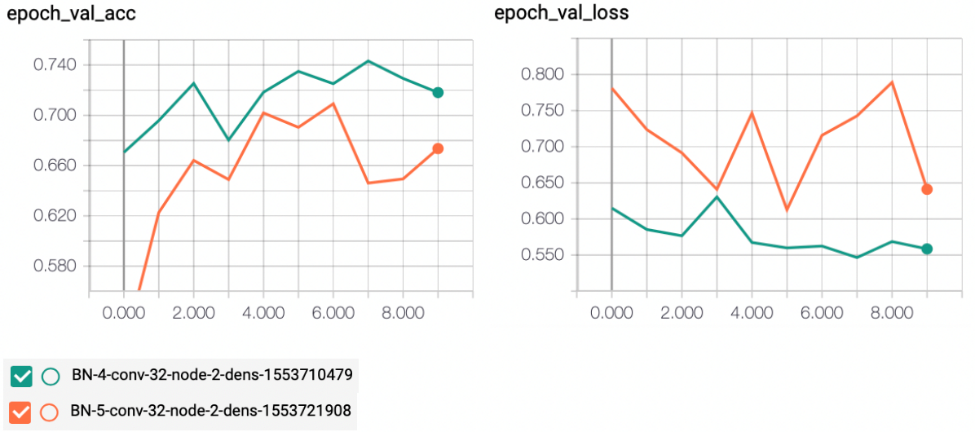 epoch_val_acc
0.740
0.700
0.660
0.620
0.580
0.000 2.000 4.000 6.000 8.000
epoch_val_loss
0.800
0.750
0.700
0.650
0.600
0.550
0.000 2.000 4.000 6.000 8.000
BN-4-conv-32-node-2-dens-1553710479
BN-5-conv-32-node-2-dens-1553721908